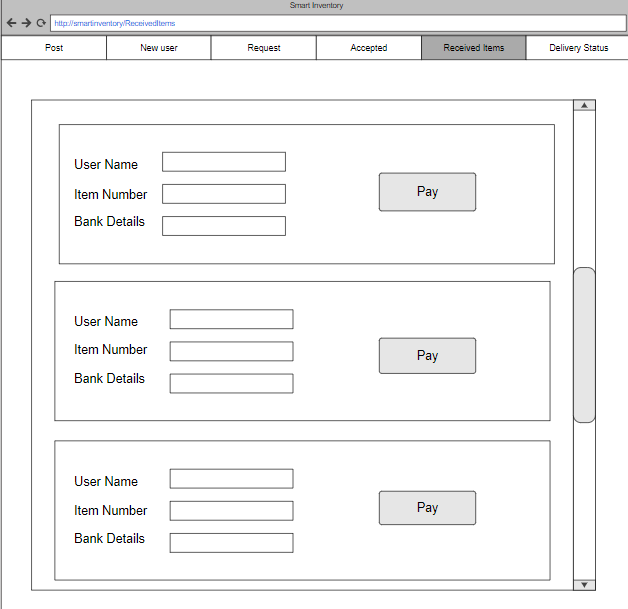 Smart Inventory
http://smartinventory/ReceivedItems
Post New user Request Accepted Received Items Delivery Status
User Name
Item Number
Bank Details
Pay
User Name
Item Number
Bank Details
Pay
User Name
Item Number
Bank Details
Pay